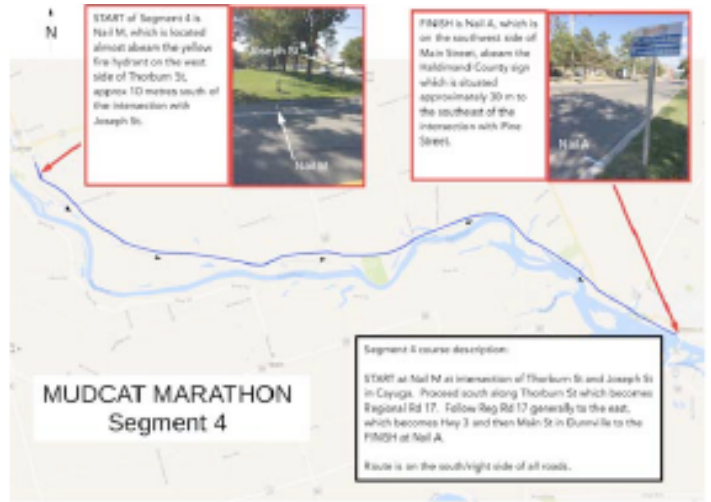 N
START of Segment 4 is
Nail M, which is located
almost abeam the yellow
fire hydrant on the west
side of Thorburn St,
approx 10 metres south of
the intersection with
Joseph St.
Joseph St
Nail M
FINISH is Nail A, which is
on the southwest side of
Main Street, abeam the
Haldimand County sign
which is situated
approximately 30 m to
the southeast of the
intersection with Pine
Street.
Nail A
MUDCAT MARATHON
Segment 4
Segment 4 course description:
START at Nail M at intersection of Thorburn St and Joseph St
in Cayuga. Proceed south along Thorburn St which becomes
Regional Rd 17. Follow Reg Rd 17 generally to the east,
which becomes Hwy 3 and then Main St in Dunnville to the
FINISH at Nail A.
Route is on the south/right side of all roads.